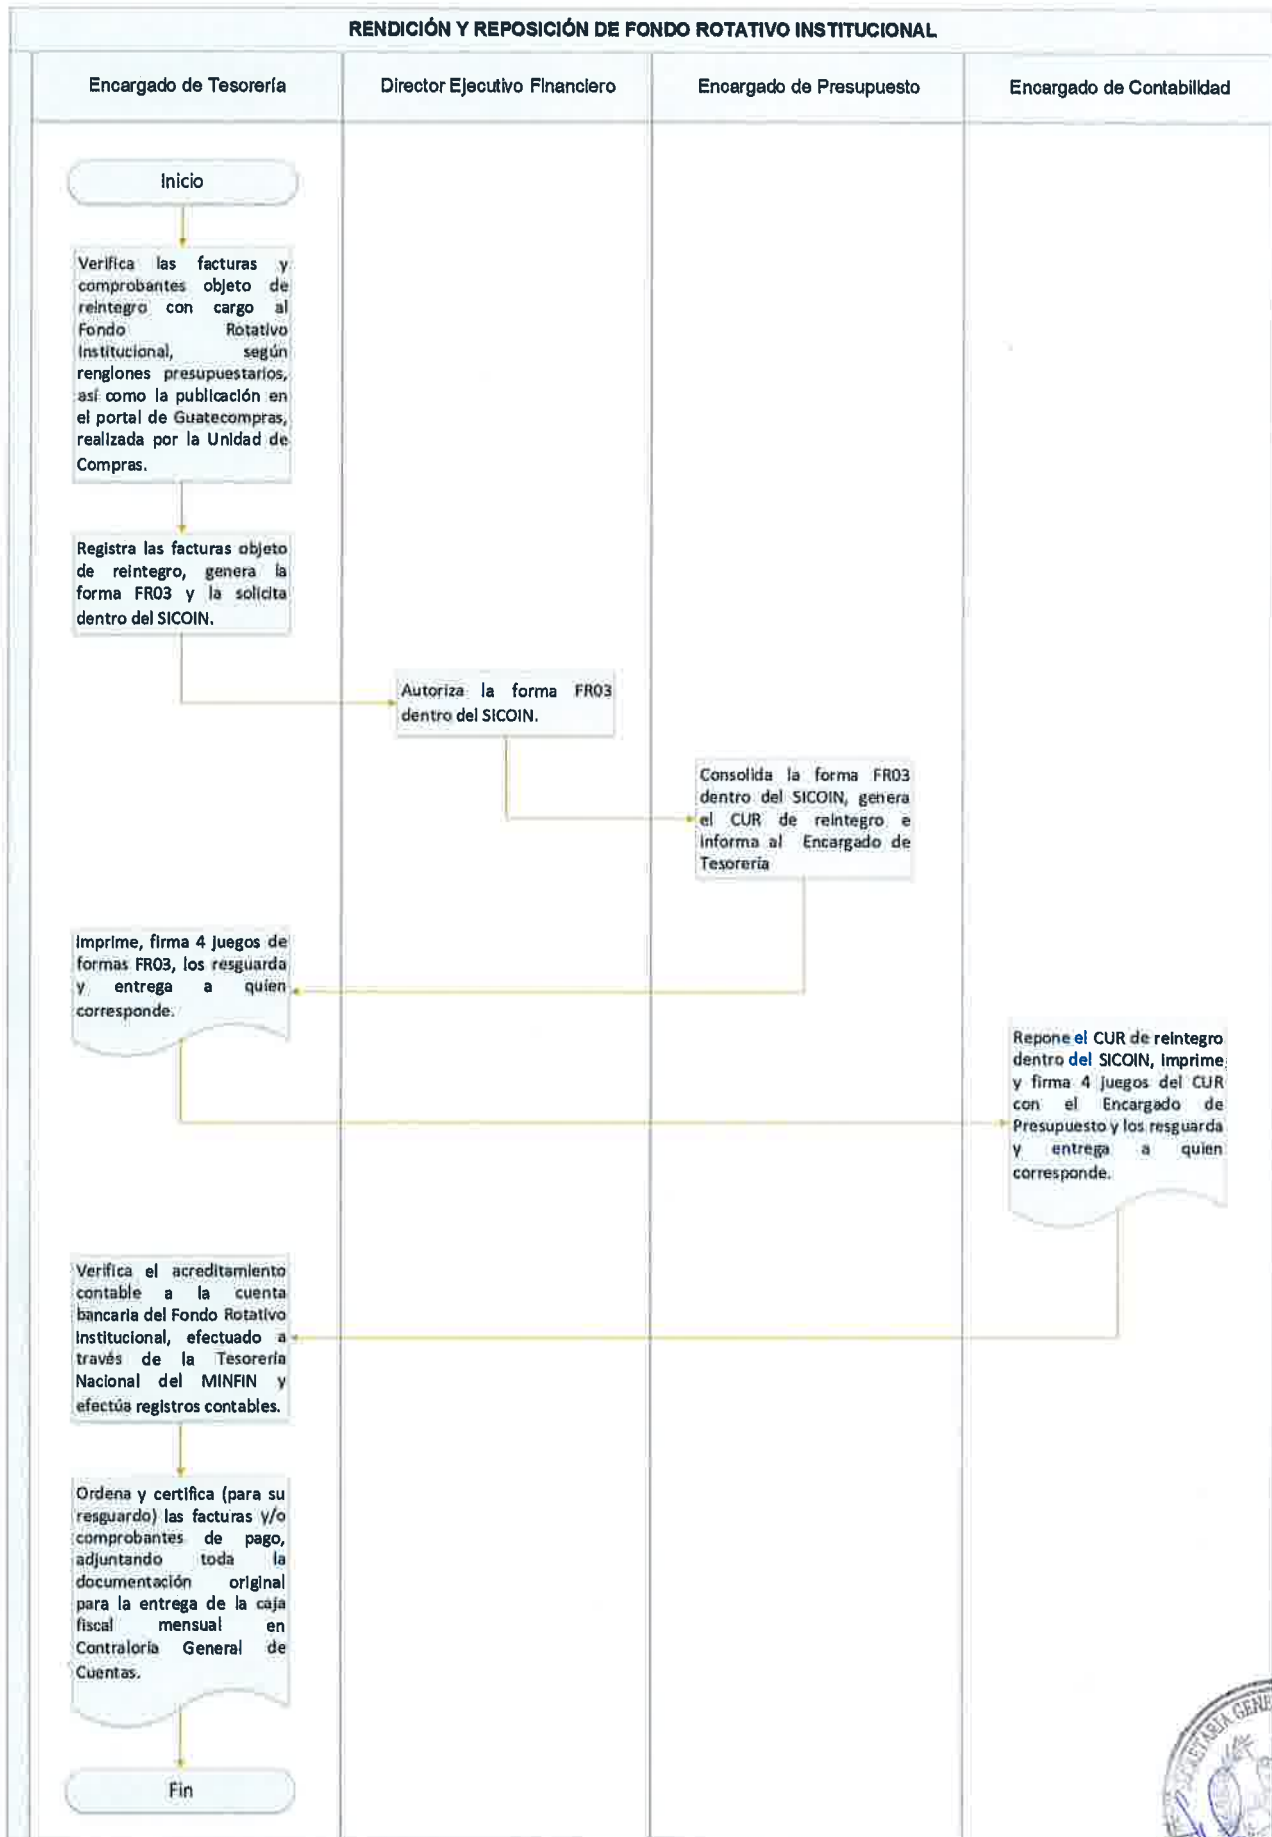 RENDICIÓN Y REPOSICIÓN DE FONDO ROTATIVO INSTITUCIONAL
Encargado de Tesorería
Director Ejecutivo Financiero
Encargado de Presupuesto
Encargado de Contabilidad
Inicio
Verifica las facturas y
comprobantes objeto de
reintegro con cargo al
Fondo Rotativo
Institucional, según
renglones presupuestarios,
así como la publicación en
el portal de Guatecompras,
realizada por la Unidad de
Compras.
Registra las facturas objeto
de reintegro, genera la
forma FR03 y la solicita
dentro del SICOIN.
Autoriza la forma FR03
dentro del SICOIN.
Consolida la forma FR03
dentro del SICOIN, genera
el CUR de reintegro e
informa al Encargado de
Tesorería
Imprime, firma 4 juegos de
formas FR03, los resguarda
y entrega a quien
corresponde.
Repone el CUR de reintegro
dentro del SICOIN, imprime
y firma 4 juegos del CUR
con el Encargado de
Presupuesto y los resguarda
y entrega a quien
corresponde.
Verifica el acreditamiento
contable a la cuenta
bancaria del Fondo Rotativo
Institucional, efectuado a
través de la Tesorería
Nacional del MINFIN y
efectúa registros contables.
Ordena y certifica (para su
resguardo) las facturas y/o
comprobantes de pago,
adjuntando toda la
documentación original
para la entrega de la caja
fiscal mensual en
Contraloría General de
Cuentas.
Fin